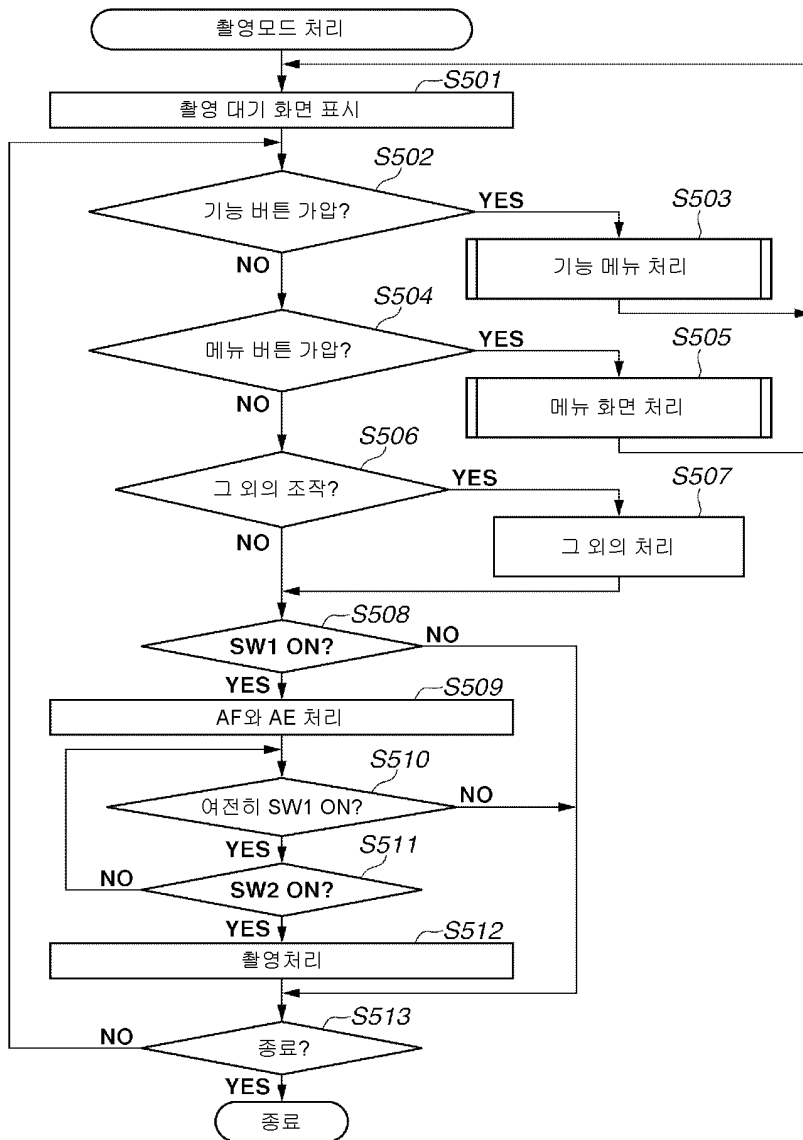 촬영모드 처리
S501
촬영 대기 화면 표시
S502
기능 버튼 가압?
YES
NO
S503
기능 메뉴 처리
S504
메뉴 버튼 가압?
YES
NO
S505
메뉴 화면 처리
S506
그 외의 조작?
YES
NO
S507
그 외의 처리
S508
SW1 ON?
NO
YES
S509
AF와 AE 처리
S510
여전히 SW1 ON?
NO
YES
S511
SW2 ON?
NO
YES
S512
촬영처리
S513
종료?
NO
YES
종료